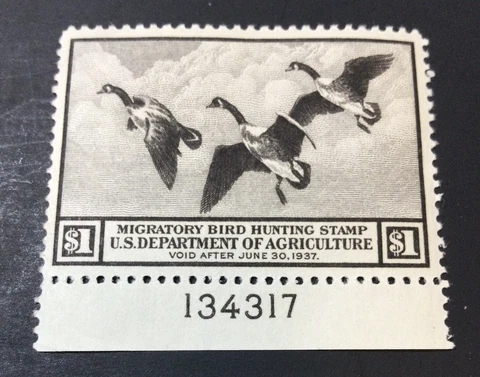 MIGRATORY BIRD HUNTING STAMP
$1 U.S. DEPARTMENT OF AGRICULTURE $1
VOID AFTER JUNE 30, 1937.
134317